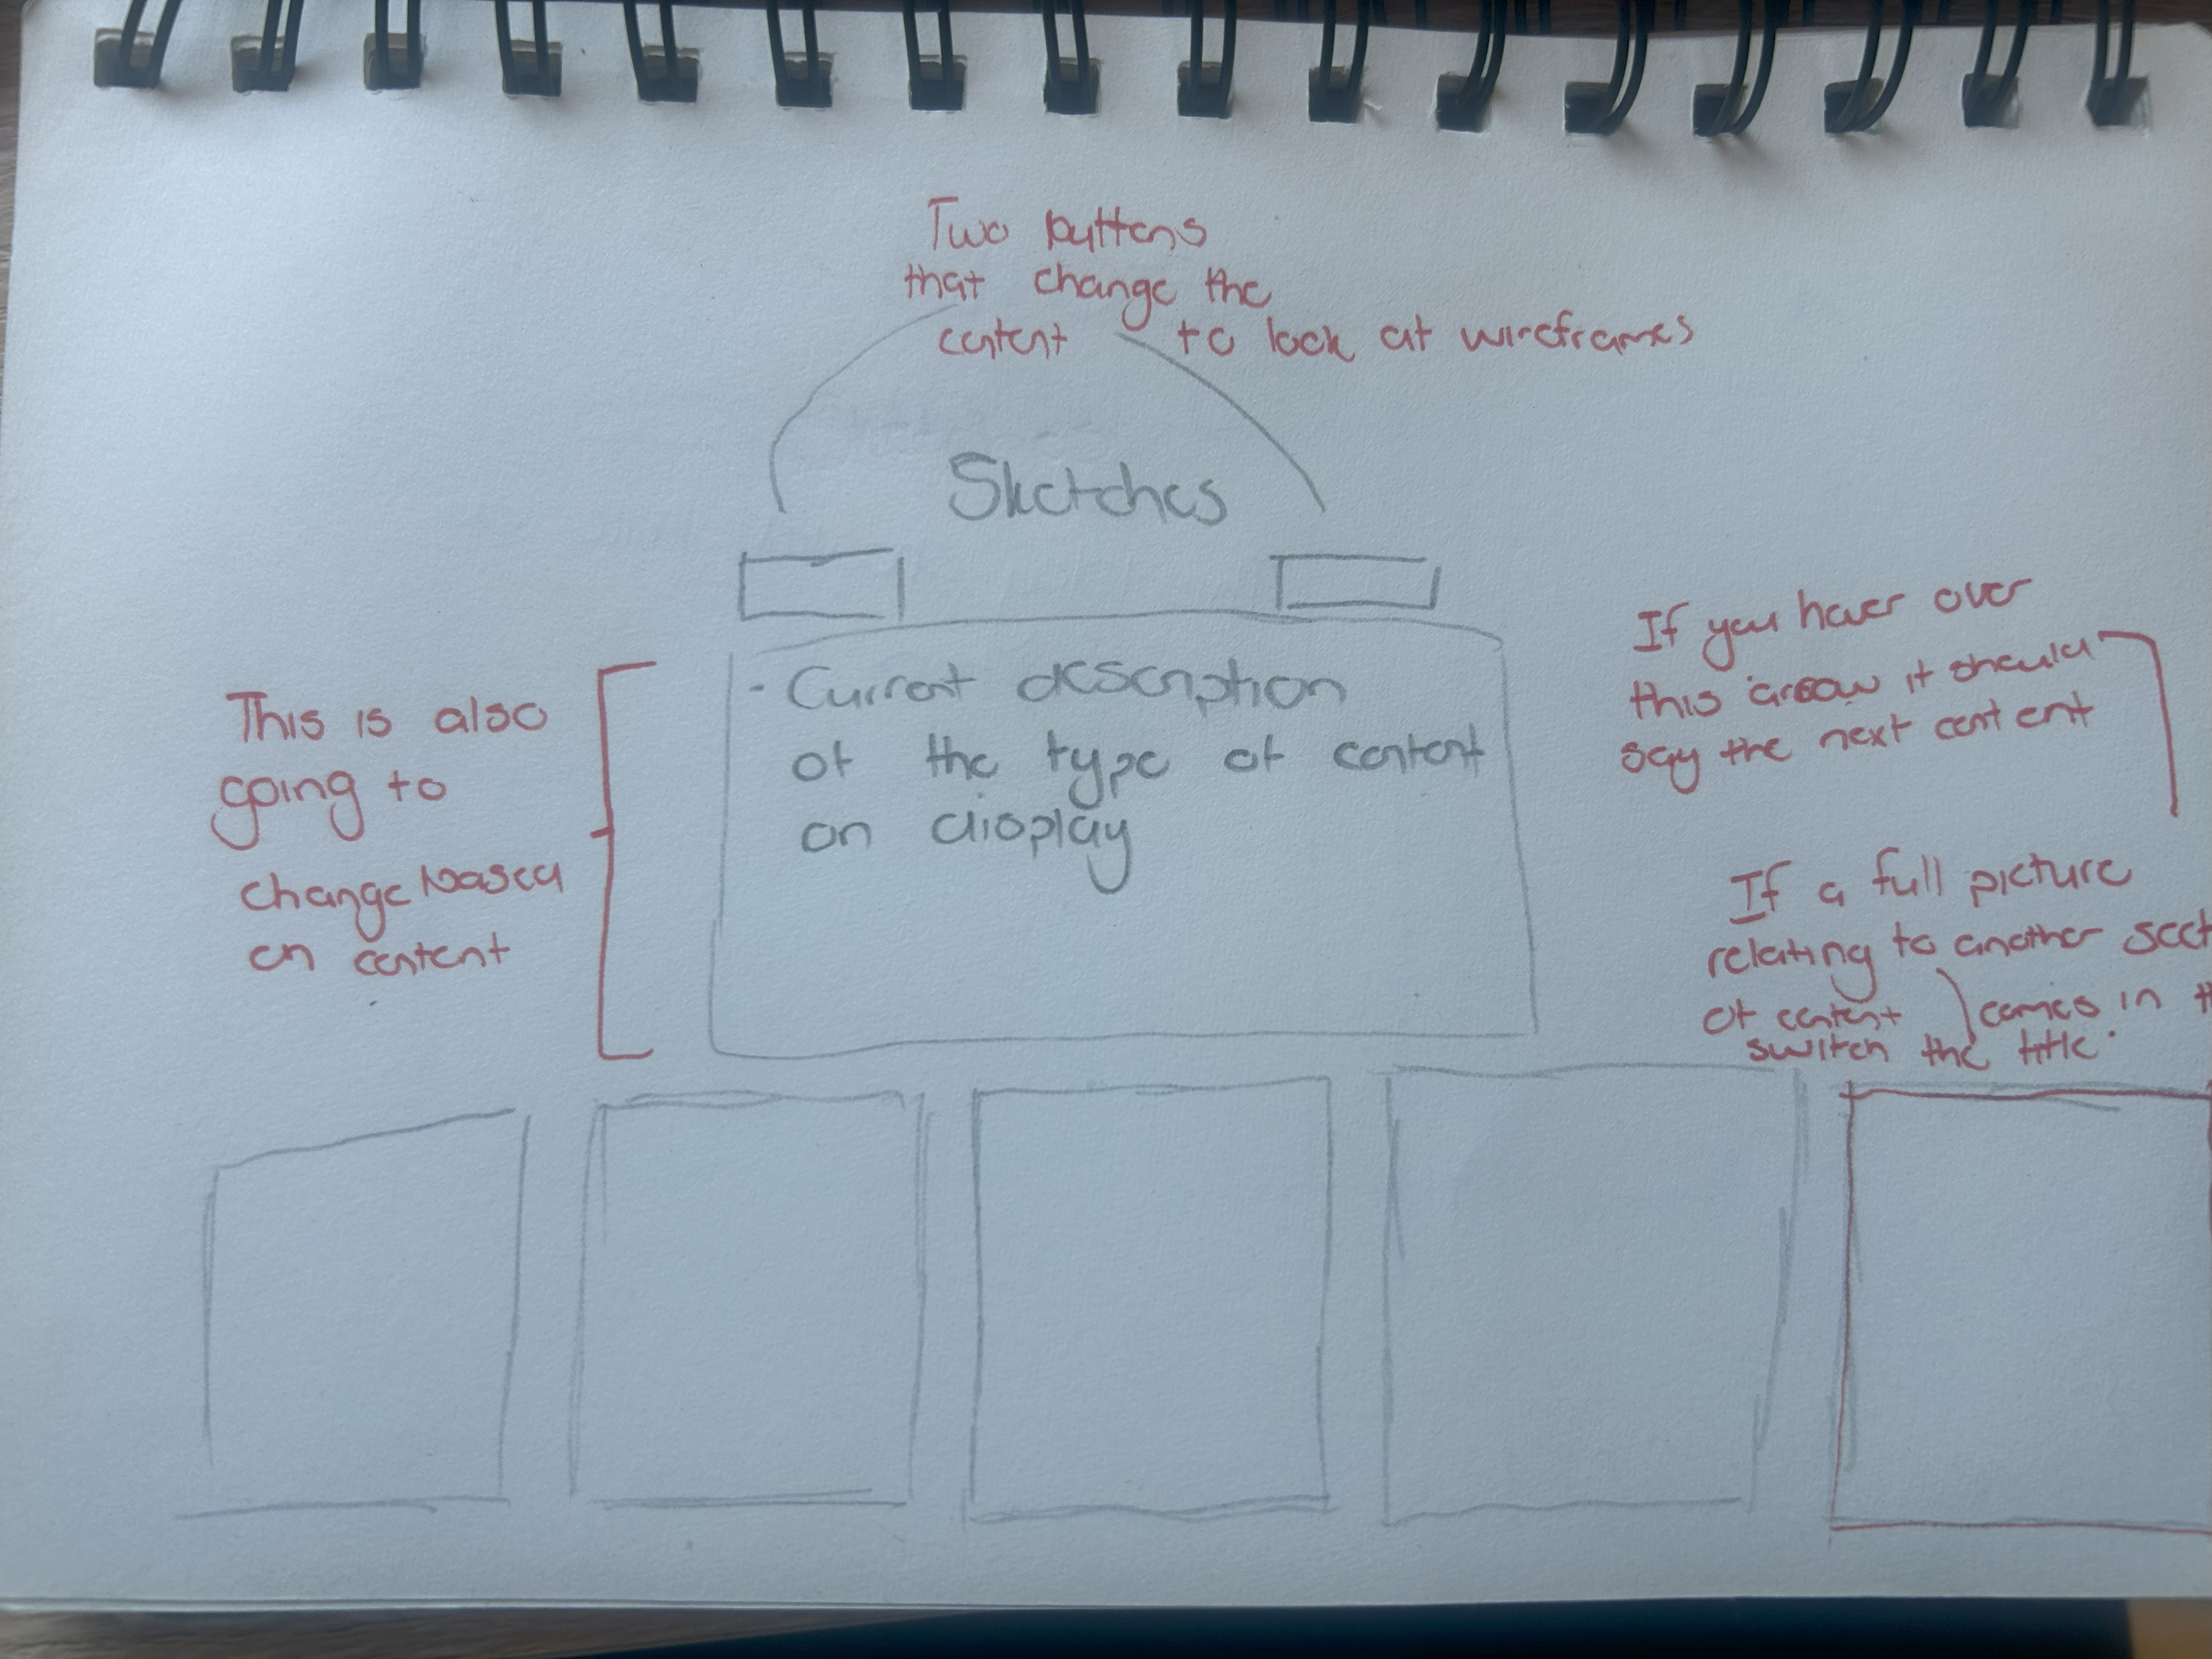 Two buttons
that change the
content to look at wireframes
Sketches
- Current description
of the type of content
on display
This is also
going to
change based
on content
If you hover over
this arrow it should
say the next content
If a full picture
relating to another sect
of content comes in th
switch the title.